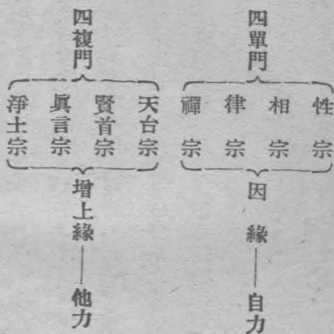 四單門
性宗
相宗
律宗
禪宗
因緣——自力
四複門
天台宗
賢首宗
眞言宗
淨土宗
增上緣——他力